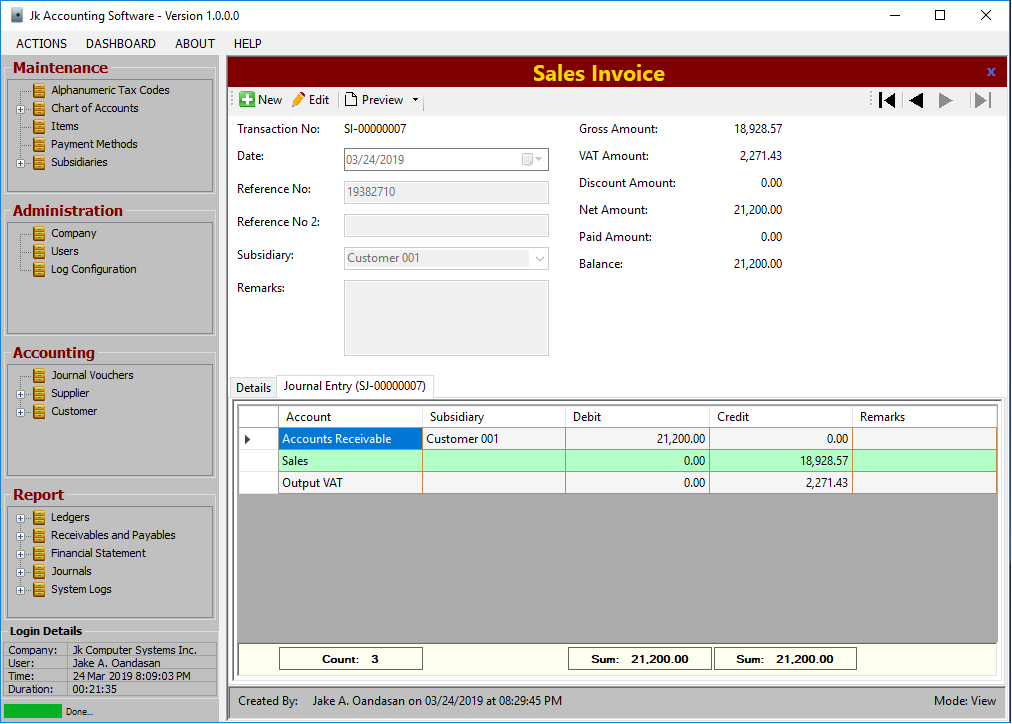 Jk Accounting Software - Version 1.0.0.0
ACTIONS DASHBOARD ABOUT HELP
Maintenance
Alphanumeric Tax Codes
Chart of Accounts
Items
Payment Methods
Subsidiaries
Administration
Company
Users
Log Configuration
Accounting
Journal Vouchers
Supplier
Customer
Report
Ledgers
Receivables and Payables
Financial Statement
Journals
System Logs
Login Details
Company: Jk Computer Systems Inc.
User: Jake A. Oandasan
Time: 24 Mar 2019 8:09:03 PM
Duration: 00:21:35
Done...
Sales Invoice x
New Edit Preview
Transaction No: SI-00000007
Date: 03/24/2019
Reference No: 19382710
Reference No 2:
Subsidiary: Customer 001
Remarks:
Gross Amount: 18,928.57
VAT Amount: 2,271.43
Discount Amount: 0.00
Net Amount: 21,200.00
Paid Amount: 0.00
Balance: 21,200.00
Details Journal Entry (SJ-00000007)
Account Subsidiary Debit Credit Remarks
Accounts Receivable Customer 001 21,200.00 0.00
Sales 0.00 18,928.57
Output VAT 0.00 2,271.43
Count: 3 Sum: 21,200.00 Sum: 21,200.00
Created By: Jake A. Oandasan on 03/24/2019 at 08:29:45 PM Mode: View